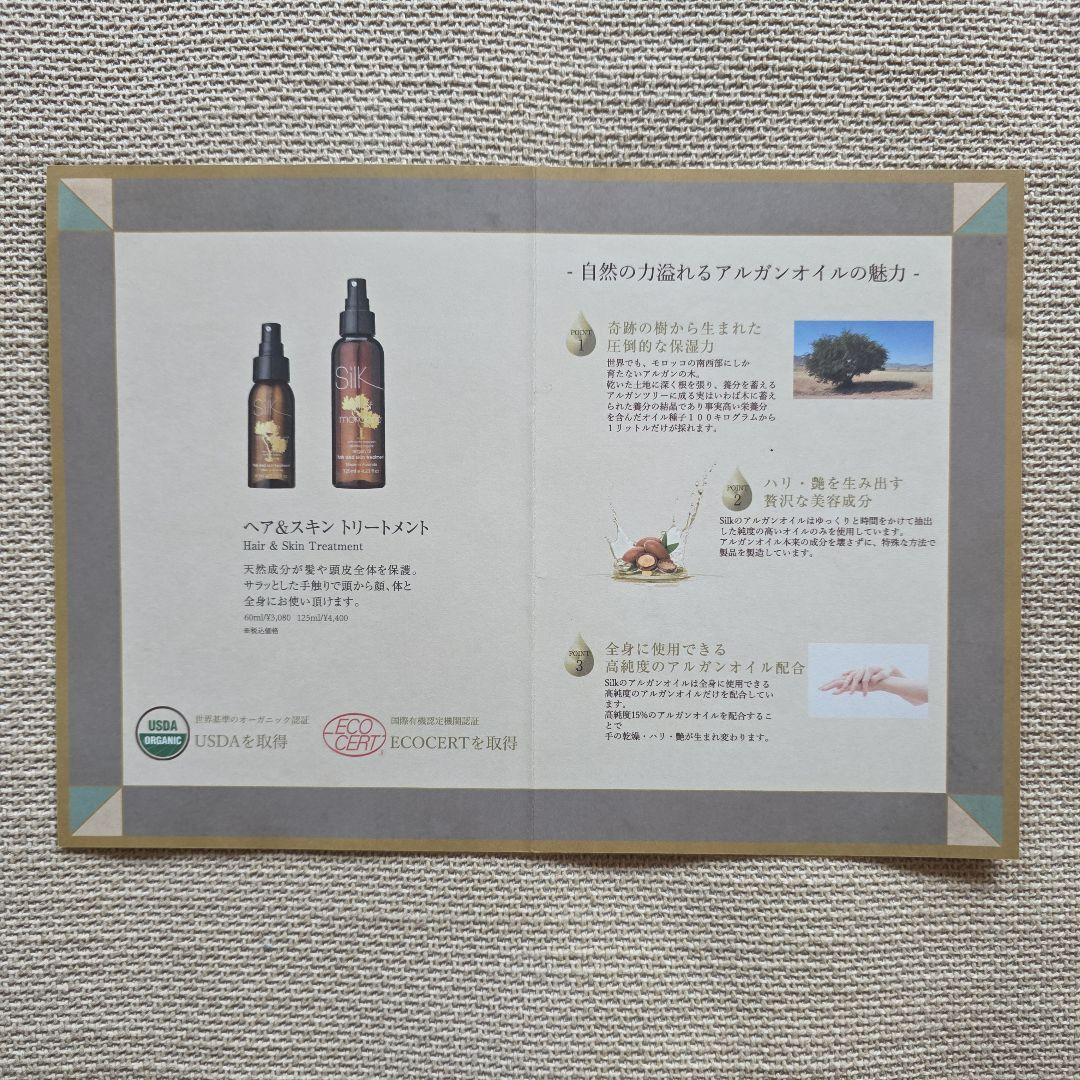 Silk
hair and skin treatment
Silk
moroccan
argan oil
hair and skin treatment
Made in Australia
125ml e 4.23 fl oz
ヘア&スキン トリートメント
Hair & Skin Treatment
天然成分が髪や頭皮全体を保護。
サラッとした手触りで頭から顔、体と
全身にお使い頂けます。
60ml/¥3,080 125ml/¥4,400
※税込価格
USDA
ORGANIC
世界基準のオーガニック認証
USDAを取得
ECO
CERT
国際有機認定機関認証
ECOCERTを取得
- 自然の力溢れるアルガンオイルの魅力 -
POINT
1
奇跡の樹から生まれた
圧倒的な保湿力
世界でも、モロッコの南西部にしか
育たないアルガンの木。
乾いた土地に深く根を張り、養分を蓄える
アルガンツリーに成る実はいわば木に蓄え
られた養分の結晶であり事実高い栄養分
を含んだオイル種子100キログラムから
1リットルだけが採れます。
POINT
2
ハリ・艶を生み出す
贅沢な美容成分
Silkのアルガンオイルはゆっくりと時間をかけて抽出
した純度の高いオイルのみを使用しています。
アルガンオイル本来の成分を壊さずに、特殊な方法で
製品を製造しています。
POINT
3
全身に使用できる
高純度のアルガンオイル配合
Silkのアルガンオイルは全身に使用できる
高純度のアルガンオイルだけを配合してい
ます。
高純度15%のアルガンオイルを配合するこ
とで
手の乾燥・ハリ・艶が生まれ変わります。